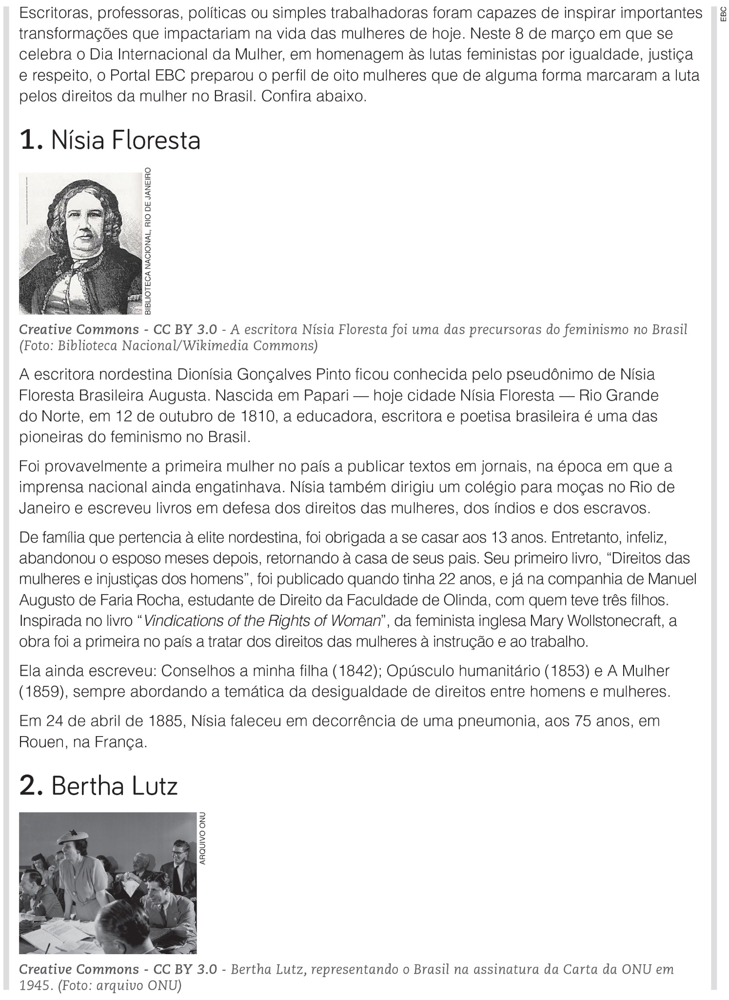 Escritoras, professoras, políticas ou simples trabalhadoras foram capazes de inspirar importantes
transformações que impactariam na vida das mulheres de hoje. Neste 8 de março em que se
celebra o Dia Internacional da Mulher, em homenagem às lutas feministas por igualdade, justiça
e respeito, o Portal EBC preparou o perfil de oito mulheres que de alguma forma marcaram a luta
pelos direitos da mulher no Brasil. Confira abaixo.
EBC
1. Nísia Floresta
BIBLIOTECA NACIONAL, RIO DE JANEIRO
Creative Commons - CC BY 3.0 - A escritora Nísia Floresta foi uma das precursoras do feminismo no Brasil
(Foto: Biblioteca Nacional/Wikimedia Commons)
A escritora nordestina Dionísia Gonçalves Pinto ficou conhecida pelo pseudônimo de Nísia
Floresta Brasileira Augusta. Nascida em Papari — hoje cidade Nísia Floresta — Rio Grande
do Norte, em 12 de outubro de 1810, a educadora, escritora e poetisa brasileira é uma das
pioneiras do feminismo no Brasil.
Foi provavelmente a primeira mulher no país a publicar textos em jornais, na época em que a
imprensa nacional ainda engatinhava. Nísia também dirigiu um colégio para moças no Rio de
Janeiro e escreveu livros em defesa dos direitos das mulheres, dos índios e dos escravos.
De família que pertencia à elite nordestina, foi obrigada a se casar aos 13 anos. Entretanto, infeliz,
abandonou o esposo meses depois, retornando à casa de seus pais. Seu primeiro livro, “Direitos das
mulheres e injustiças dos homens”, foi publicado quando tinha 22 anos, e já na companhia de Manuel
Augusto de Faria Rocha, estudante de Direito da Faculdade de Olinda, com quem teve três filhos.
Inspirada no livro “Vindications of the Rights of Woman”, da feminista inglesa Mary Wollstonecraft, a
obra foi a primeira no país a tratar dos direitos das mulheres à instrução e ao trabalho.
Ela ainda escreveu: Conselhos a minha filha (1842); Opúsculo humanitário (1853) e A Mulher
(1859), sempre abordando a temática da desigualdade de direitos entre homens e mulheres.
Em 24 de abril de 1885, Nísia faleceu em decorrência de uma pneumonia, aos 75 anos, em
Rouen, na França.
2. Bertha Lutz
ARQUIVO ONU
Creative Commons - CC BY 3.0 - Bertha Lutz, representando o Brasil na assinatura da Carta da ONU em
1945. (Foto: arquivo ONU)